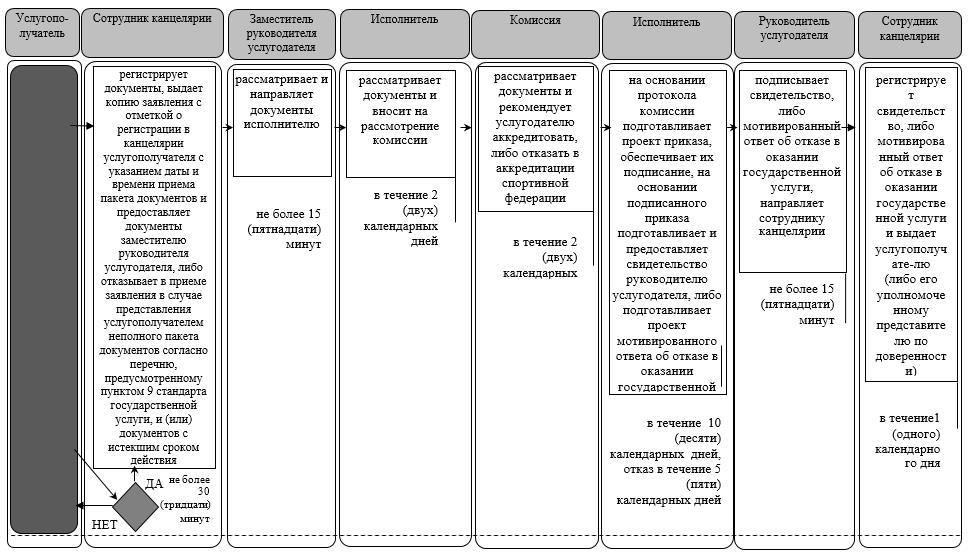 Услугопо-
лучатель
Сотрудник канцелярии
Заместитель
руководителя
услугодателя
Исполнитель
Комиссия
Исполнитель
Руководитель
услугодателя
Сотрудник
канцелярии
регистрирует
документы, выдает
копию заявления с
отметкой о
регистрации в
канцелярии
услугополучателя с
указанием даты и
времени приема
пакета документов и
предоставляет
документы
заместителю
руководителя
услугодателя, либо
отказывает в приеме
заявления в случае
представления
услугополучателем
неполного пакета
документов согласно
перечню,
предусмотренному
пунктом 9 стандарта
государственной
услуги, и (или)
документов с
истекшим сроком
действия
ДА
не более
30
(тридцати)
минут
НЕТ
рассматривает и
направляет
документы
исполнителю
не более 15
(пятнадцати)
минут
рассматривает
документы и
вносит на
рассмотрение
комиссии
в течение 2
(двух)
календарных
дней
рассматривает
документы и
рекомендует
услугодателю
аккредитовать,
либо отказать в
аккредитации
спортивной
федерации
в течение 2
(двух)
календарных
на основании
протокола
комиссии
подготавливает
проект приказа,
обеспечивает их
подписание, на
основании
подписанного
приказа
подготавливает и
предоставляет
свидетельство
руководителю
услугодателя, либо
подготавливает
проект
мотивированного
ответа об отказе в
оказании
государственной
в течение 10
(десяти)
календарных дней,
отказ в течение 5
(пяти)
календарных дней
подписывает
свидетельство,
либо
мотивированный
ответ об отказе в
оказании
государственной
услуги,
направляет
сотруднику
канцелярии
не более 15
(пятнадцати)
минут
регистрируе
т
свидетельст
во, либо
мотивирова
нный ответ
об отказе в
оказании
государстве
нной услуги
и выдает
услугополуч
ате-лю
(либо его
уполномоче
нному
представите
лю по
доверенност
и)
в течение1
(одного)
календарно
го дня